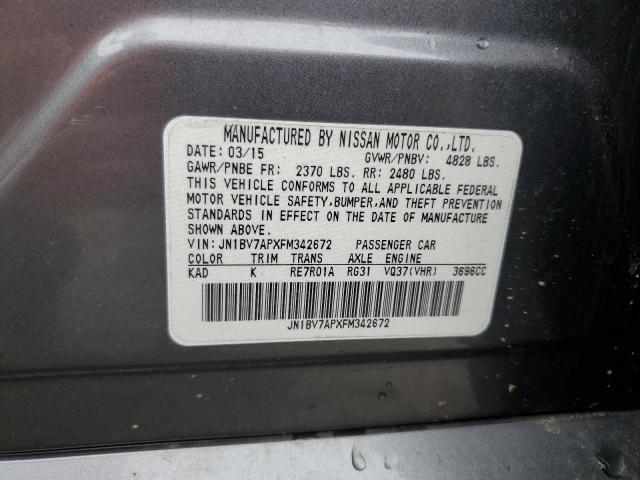 MANUFACTURED BY NISSAN MOTOR CO.,LTD.
DATE: 03/15 GVWR/PNBV: 4828 LBS.
GAWR/PNBE FR: 2370 LBS. RR: 2480 LBS.
THIS VEHICLE CONFORMS TO ALL APPLICABLE FEDERAL
MOTOR VEHICLE SAFETY,BUMPER,AND THEFT PREVENTION
STANDARDS IN EFFECT ON THE DATE OF MANUFACTURE
SHOWN ABOVE.
VIN: JN1BV7APXFM342672 PASSENGER CAR
COLOR TRIM TRANS AXLE ENGINE
KAD K RE7R01A RG31 VQ37(VHR) 3696CC
JN1BV7APXFM342672